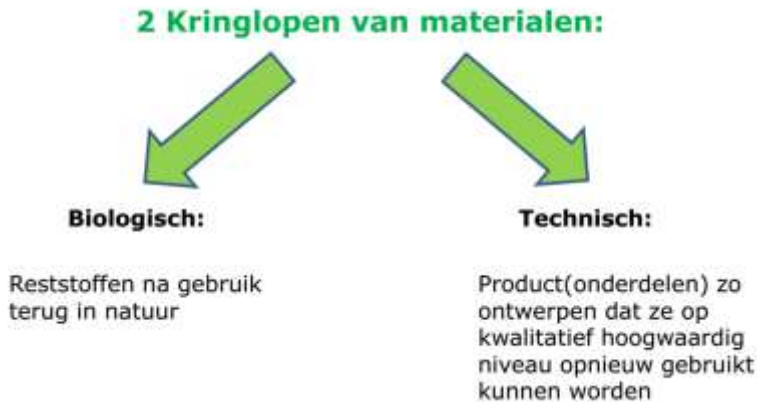 2 Kringlopen van materialen:
Biologisch:
Reststoffen na gebruik
terug in natuur
Technisch:
Product(onderdelen) zo
ontwerpen dat ze op
kwalitatief hoogwaardig
niveau opnieuw gebruikt
kunnen worden